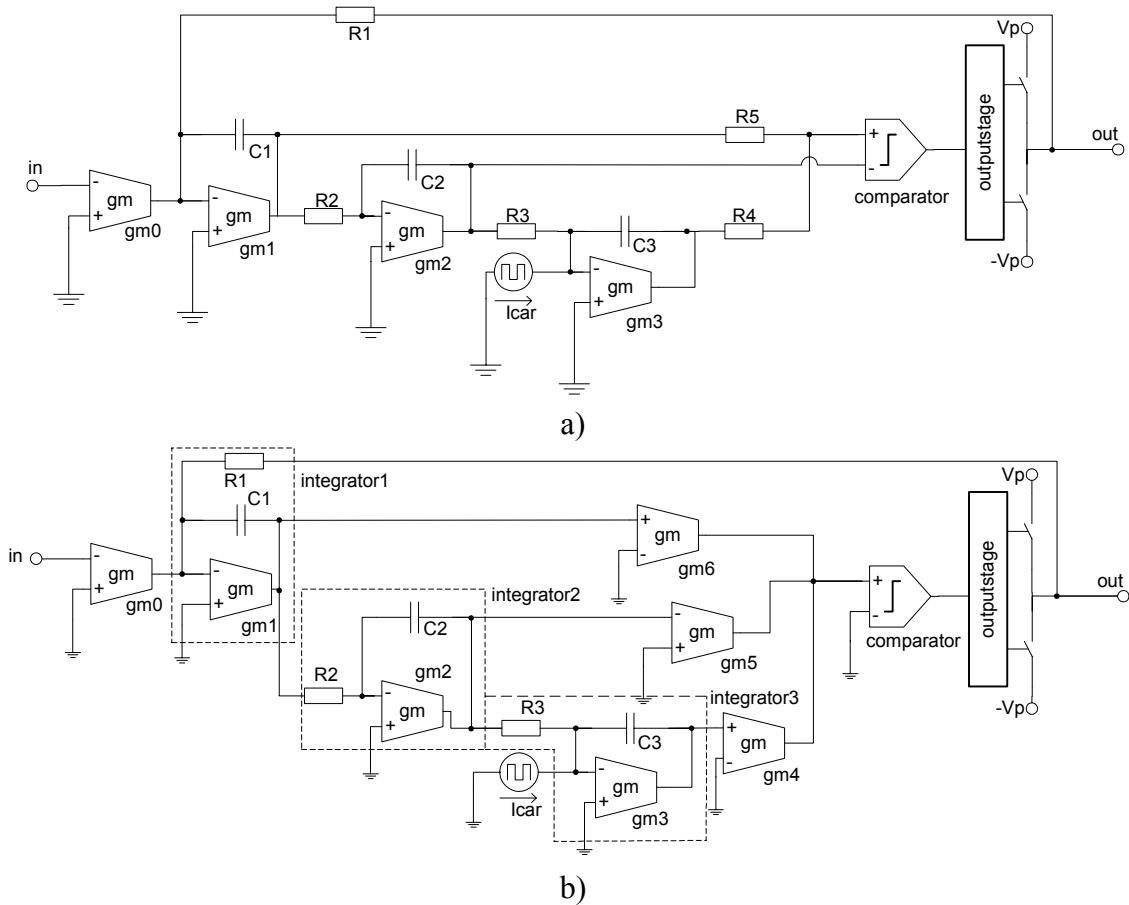 R1
Vp
R5
C1
in
-
gm
+
gm0
-
gm
+
gm1
R2
C2
-
gm
+
gm2
R3
C3
R4
Icar
-
gm
+
gm3
+
-
comparator
outputstage
out
-Vp
a)
R1
integrator1
C1
Vp
in
-
gm
+
gm0
-
gm
+
gm1
+
gm
-
gm6
integrator2
C2
R2
gm2
-
gm
+
-
gm
+
gm5
+
-
comparator
outputstage
out
R3
integrator3
C3
Icar
-
gm
+
gm3
+
gm
-
gm4
-Vp
b)